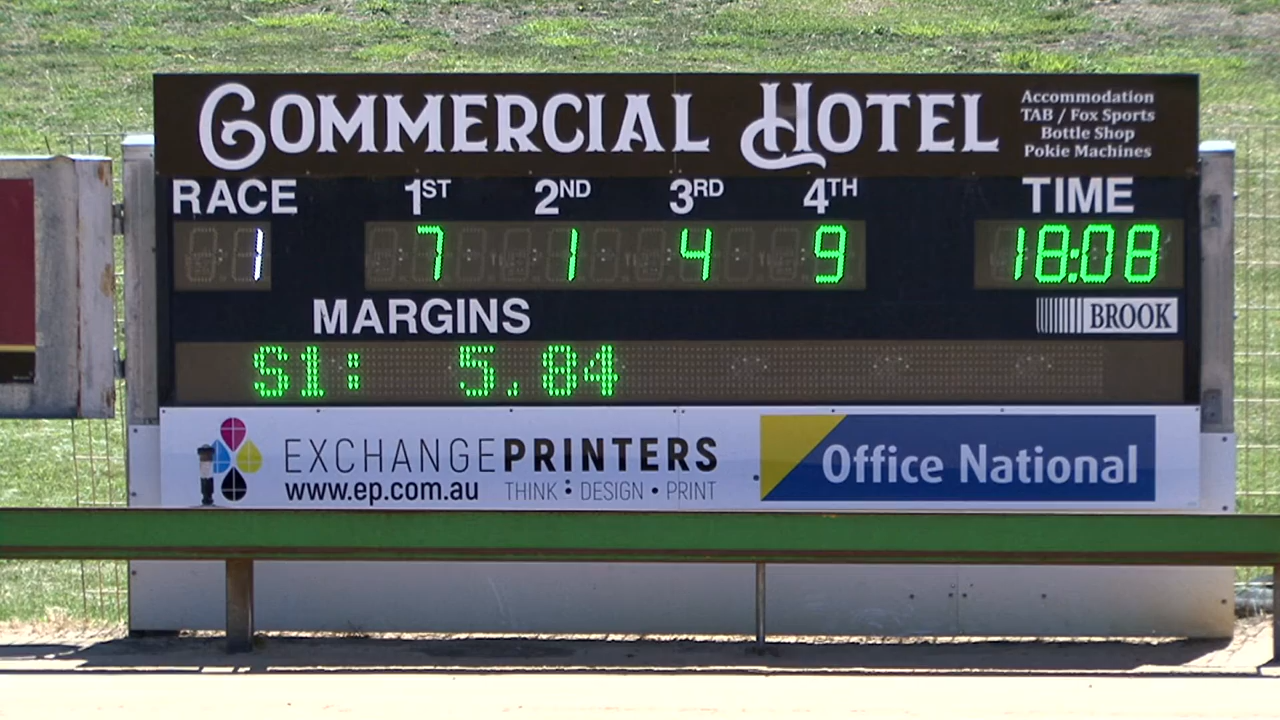 COMMERCIAL HOTEL
Accommodation
TAB / Fox Sports
Bottle Shop
Pokie Machines
RACE 1ST 2ND 3RD 4TH TIME
1 7 1 4 9 18:08
MARGINS
BROOK
S1: 5.84
EXCHANGEPRINTERS
www.ep.com.au THINK • DESIGN • PRINT
Office National